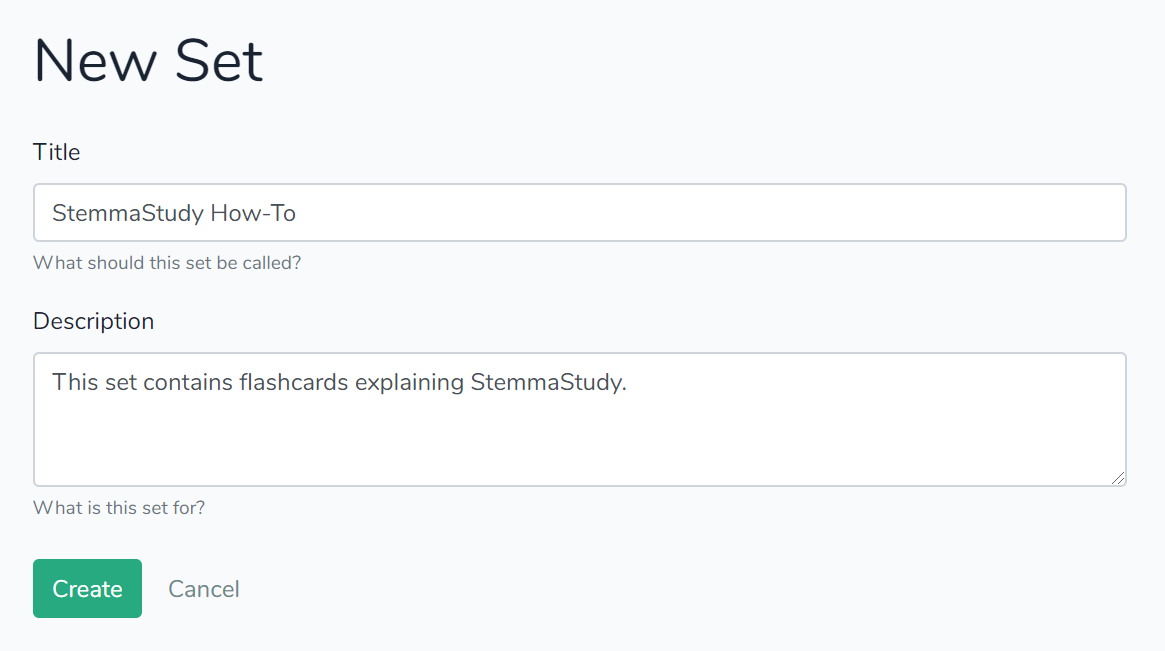 New Set
Title
StemmaStudy How-To
What should this set be called?
Description
This set contains flashcards explaining StemmaStudy.
What is this set for?
Create Cancel